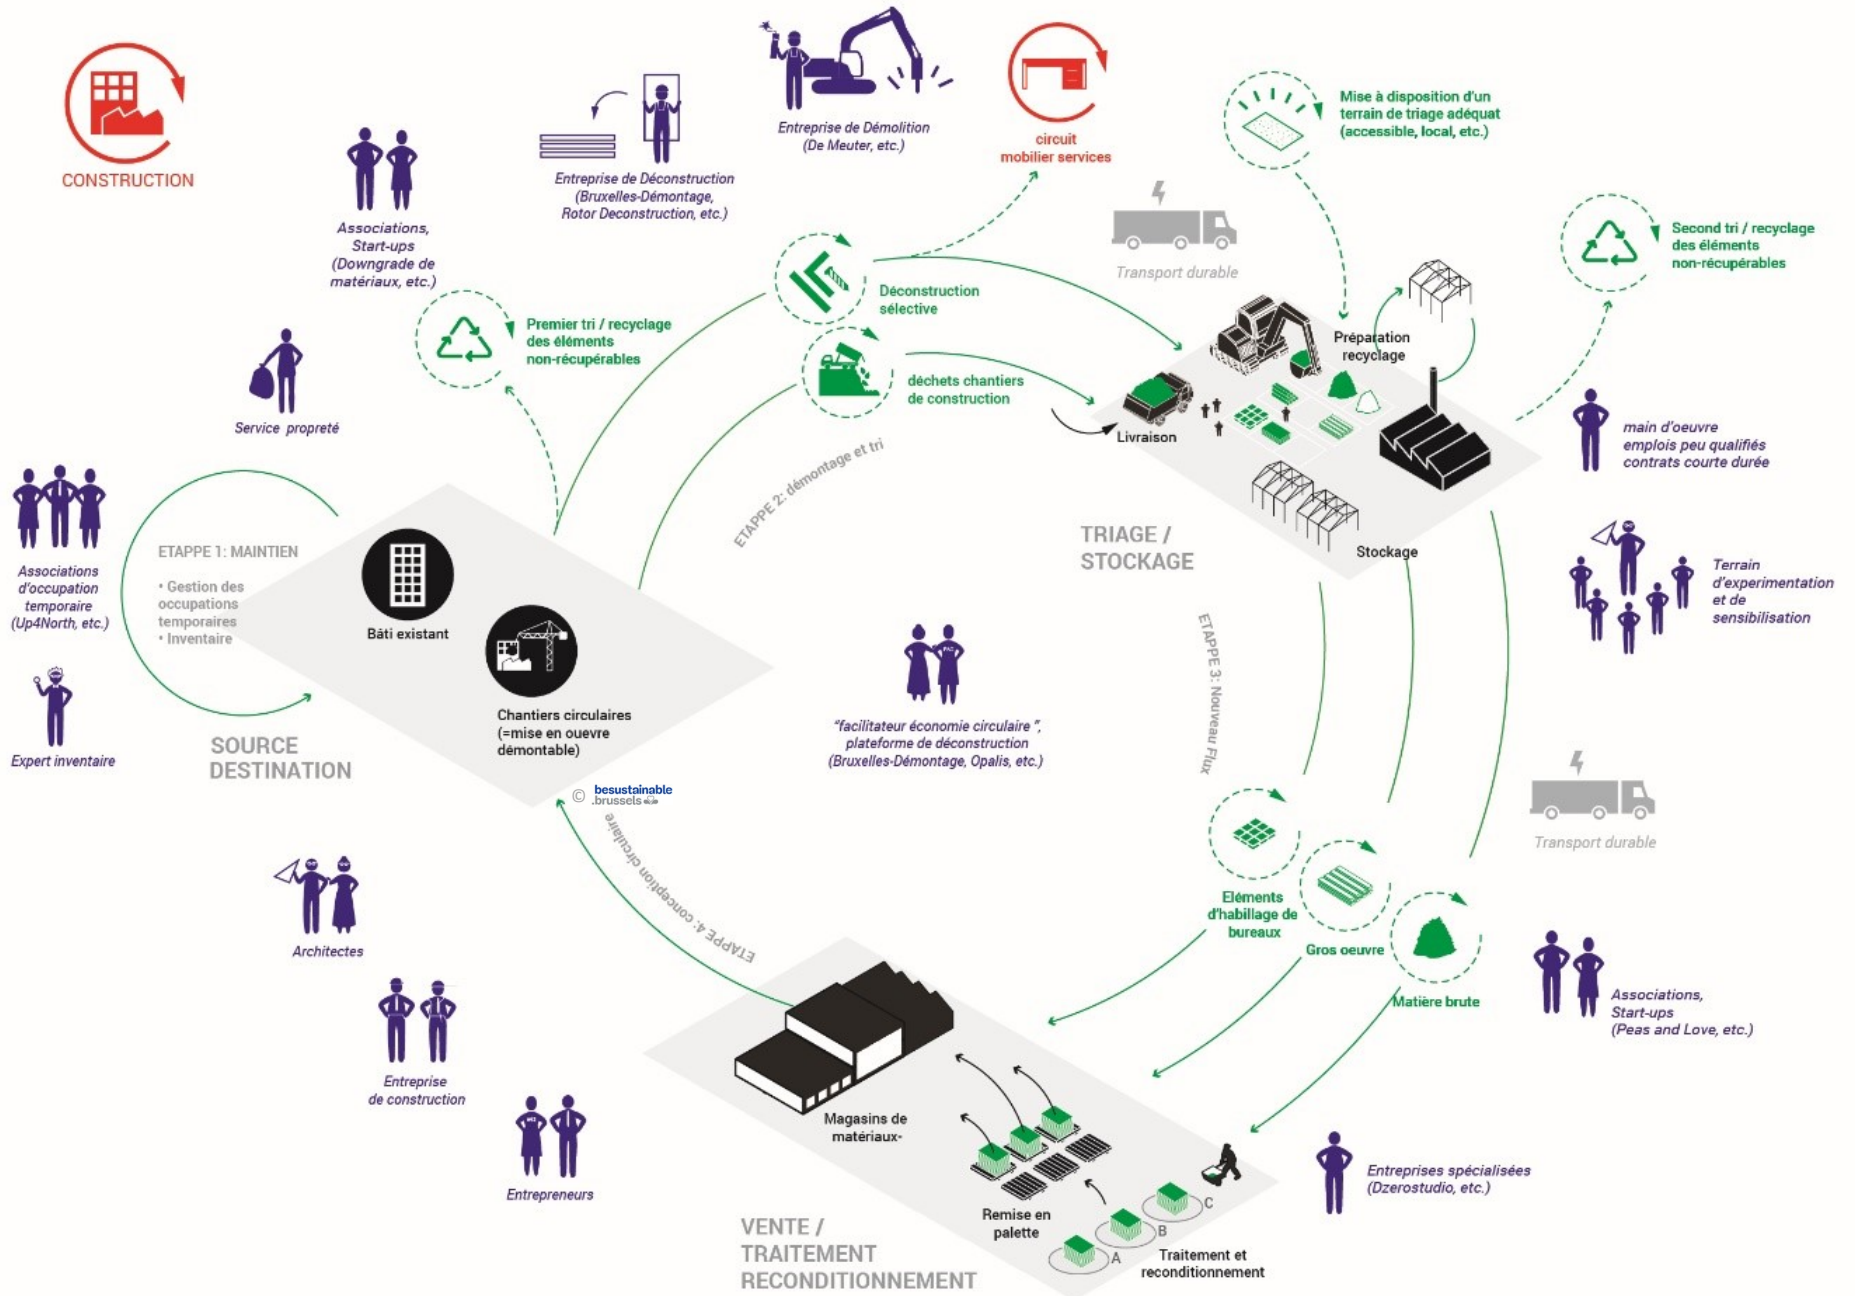 CONSTRUCTION
Associations,
Start-ups
(Downgrade de
matériaux, etc.)
Entreprise de Déconstruction
(Bruxelles-Démontage,
Rotor Deconstruction, etc.)
Entreprise de Démolition
(De Meuter, etc.)
circuit
mobilier services
Mise à disposition d'un
terrain de triage adéquat
(accessible, local, etc.)
Transport durable
Second tri / recyclage
des éléments
non-récupérables
Service propreté
Premier tri / recyclage
des éléments
non-récupérables
Déconstruction
sélective
déchets chantiers
de construction
Préparation
recyclage
Livraison
Stockage
TRIAGE /
STOCKAGE
main d'oeuvre
emplois peu qualifiés
contrats courte durée
Terrain
d'experimentation
et de
sensibilisation
Associations
d'occupation
temporaire
(Up4North, etc.)
ETAPPE 1: MAINTIEN
• Gestion des
occupations
temporaires
• Inventaire
Bâti existant
Chantiers circulaires
(=mise en ouevre
démontable)
Expert inventaire
SOURCE
DESTINATION
ETAPPE 2: démontage et tri
"facilitateur économie circulaire ",
plateforme de déconstruction
(Bruxelles-Démontage, Opalis, etc.)
ETAPPE 3: Nouveau Flux
Transport durable
© besustainable
.brussels
ETAPPE 4: conception circulaire
Architectes
Entreprise
de construction
Entrepreneurs
Eléments
d'habillage de
bureaux
Gros oeuvre
Matière brute
Associations,
Start-ups
(Peas and Love, etc.)
Magasins de
matériaux-
Remise en
palette
A
B
C
Traitement et
reconditionnement
Entreprises spécialisées
(Dzerostudio, etc.)
VENTE /
TRAITEMENT
RECONDITIONNEMENT